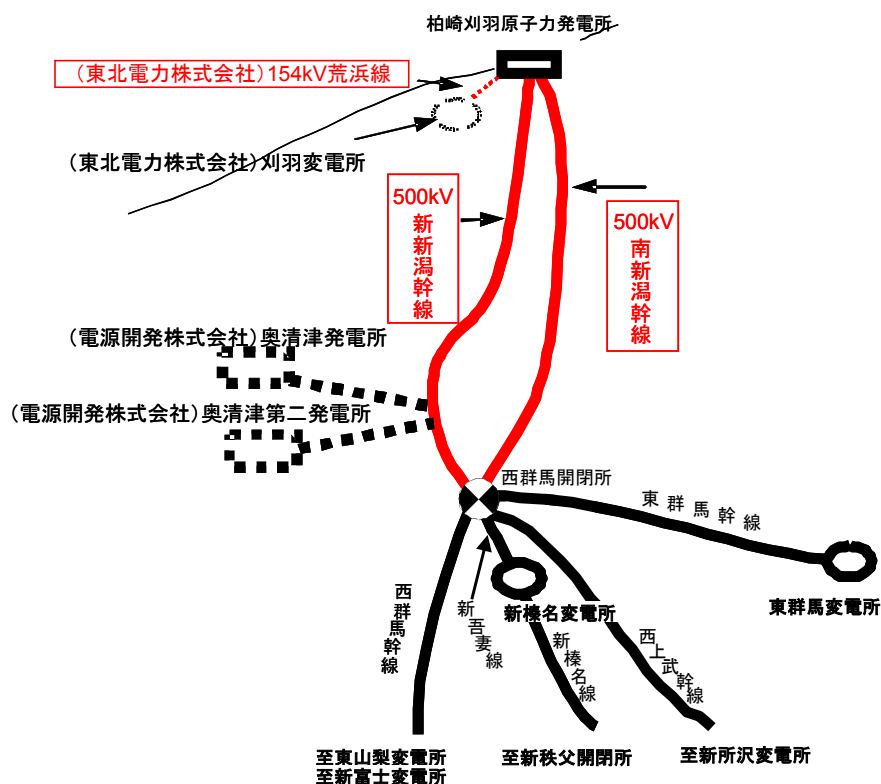 柏崎刈羽原子力発電所
(東北電力株式会社)154kV荒浜線
(東北電力株式会社)刈羽変電所
500kV
新新潟幹線
500kV
南新潟幹線
(電源開発株式会社)奥清津発電所
(電源開発株式会社)奥清津第二発電所
西群馬開閉所
東群馬幹線
東群馬変電所
西群馬幹線
新吾妻線
新榛名変電所
新榛名線
西上武幹線
至東山梨変電所
至新富士変電所
至新秩父開閉所
至新所沢変電所